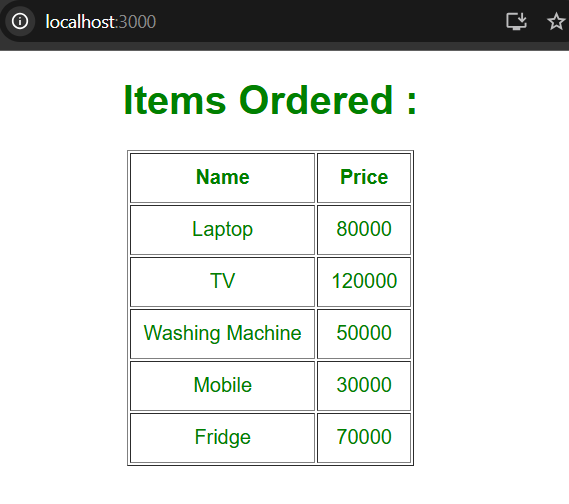 localhost:3000
Items Ordered :
Name Price
Laptop 80000
TV 120000
Washing Machine 50000
Mobile 30000
Fridge 70000